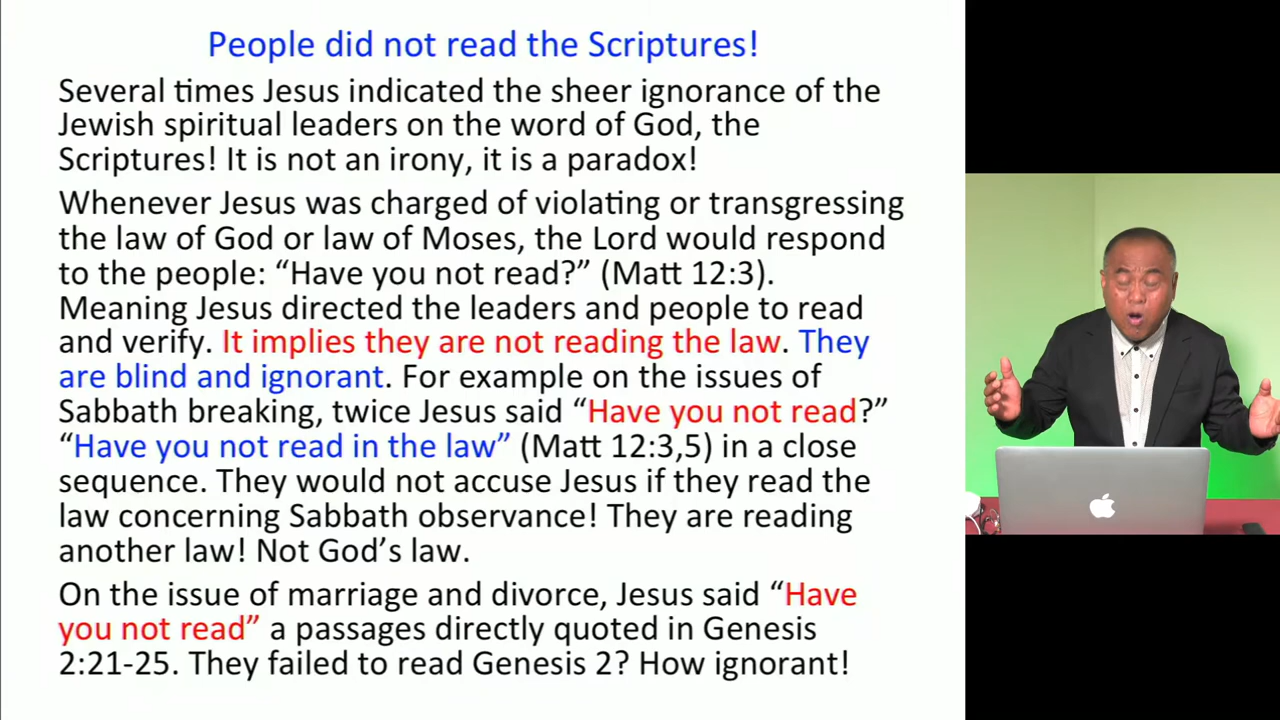 People did not read the Scriptures!
Several times Jesus indicated the sheer ignorance of the
Jewish spiritual leaders on the word of God, the
Scriptures! It is not an irony, it is a paradox!
Whenever Jesus was charged of violating or transgressing
the law of God or law of Moses, the Lord would respond
to the people: “Have you not read?” (Matt 12:3).
Meaning Jesus directed the leaders and people to read
and verify. It implies they are not reading the law. They
are blind and ignorant. For example on the issues of
Sabbath breaking, twice Jesus said “Have you not read?”
“Have you not read in the law” (Matt 12:3,5) in a close
sequence. They would not accuse Jesus if they read the
law concerning Sabbath observance! They are reading
another law! Not God’s law.
On the issue of marriage and divorce, Jesus said “Have
you not read” a passages directly quoted in Genesis
2:21-25. They failed to read Genesis 2? How ignorant!